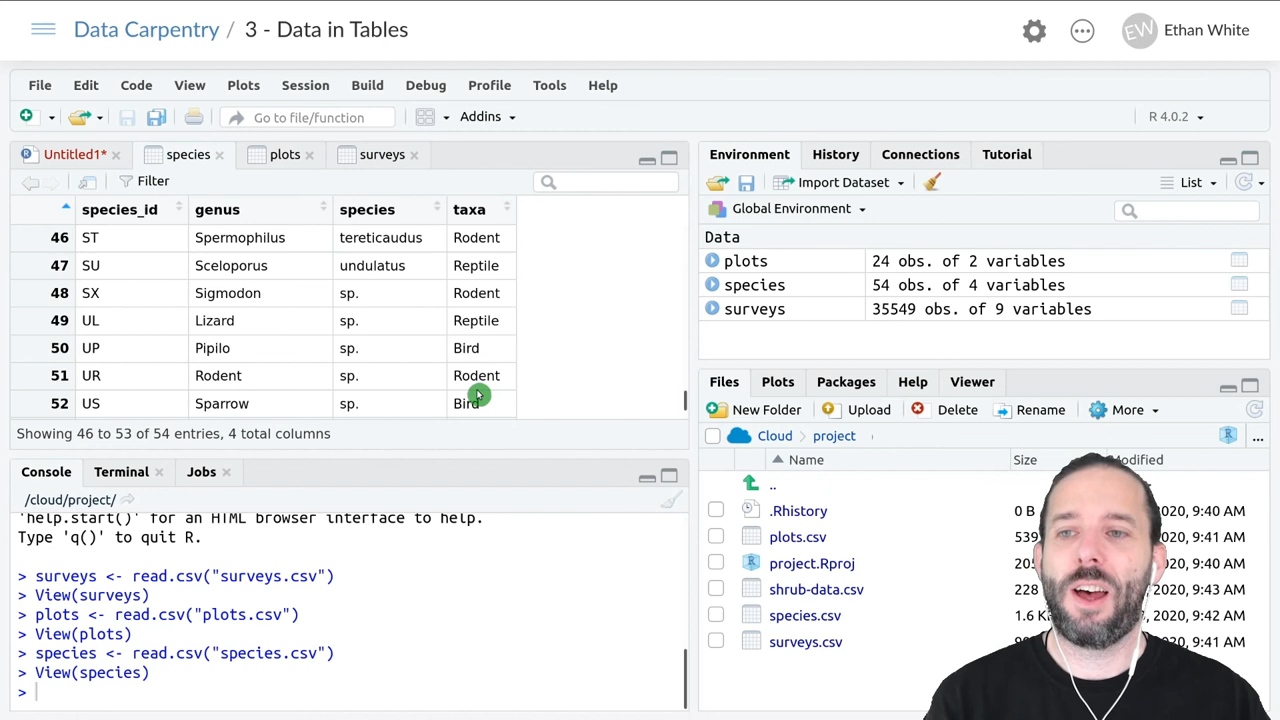 Data Carpentry / 3 - Data in Tables
EW Ethan White
File Edit Code View Plots Session Build Debug Profile Tools Help
Go to file/function Addins R 4.0.2
Untitled1* species plots surveys
Filter
species_id genus species taxa
46 ST Spermophilus tereticaudus Rodent
47 SU Sceloporus undulatus Reptile
48 SX Sigmodon sp. Rodent
49 UL Lizard sp. Reptile
50 UP Pipilo sp. Bird
51 UR Rodent sp. Rodent
52 US Sparrow sp. Bird
Showing 46 to 53 of 54 entries, 4 total columns
Console Terminal Jobs
/cloud/project/
'help.start()' for an HTML browser interface to help.
Type 'q()' to quit R.
> surveys <- read.csv("surveys.csv")
> View(surveys)
> plots <- read.csv("plots.csv")
> View(plots)
> species <- read.csv("species.csv")
> View(species)
>
Environment History Connections Tutorial
Import Dataset List
Global Environment
Data
plots 24 obs. of 2 variables
species 54 obs. of 4 variables
surveys 35549 obs. of 9 variables
Files Plots Packages Help Viewer
New Folder Upload Delete Rename More
Cloud > project
R ...
Name Size Modified
..
.Rhistory 0 B 2020, 9:40 AM
plots.csv 539 2020, 9:41 AM
project.Rproj 205 2020, 9:40 AM
shrub-data.csv 228 2020, 9:43 AM
species.csv 1.6 K , 2020, 9:42 AM
surveys.csv 2020, 9:41 AM